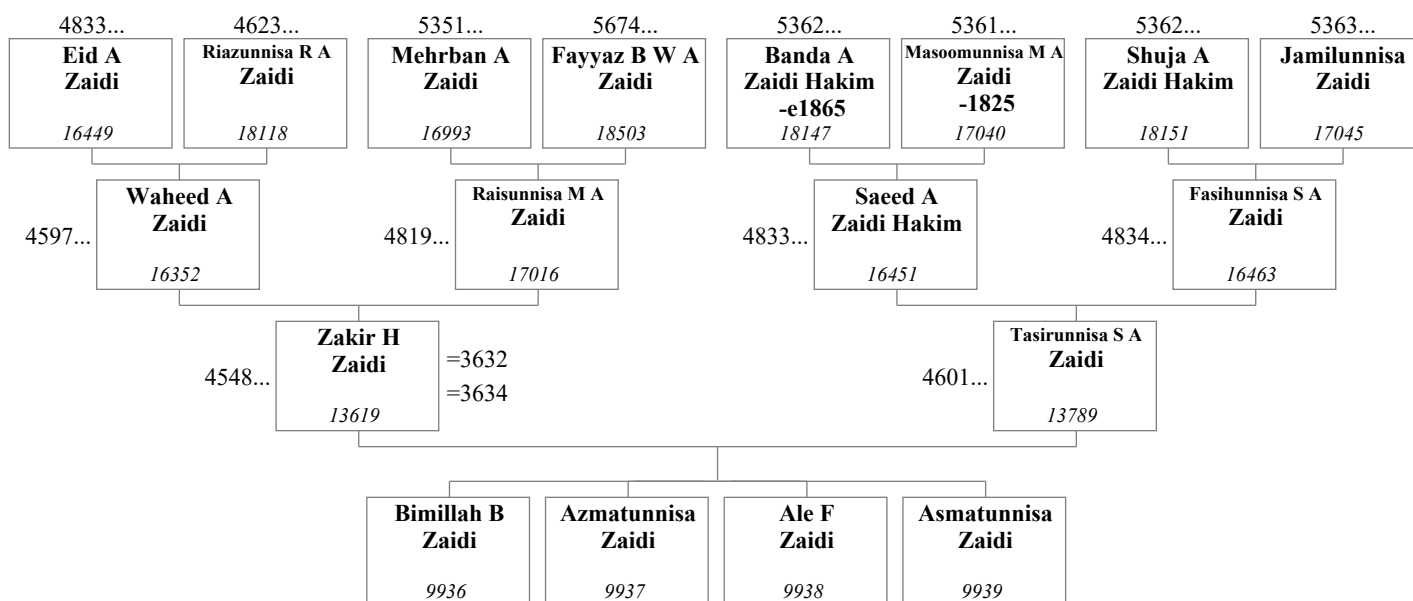 4833... 4623... 5351... 5674... 5362... 5361... 5362... 5363...
Eid A
Zaidi
16449
Riazunnisa R A
Zaidi
18118
Mehrban A
Zaidi
16993
Fayyaz B W A
Zaidi
18503
Banda A
Zaidi Hakim
-e1865
18147
Masoomunnisa M A
Zaidi
-1825
17040
Shuja A
Zaidi Hakim
18151
Jamilunnisa
Zaidi
17045
4597...
Waheed A
Zaidi
16352
4819...
Raisunnisa M A
Zaidi
17016
4833...
Saeed A
Zaidi Hakim
16451
4834...
Fasihunnisa S A
Zaidi
16463
4548...
Zakir H
Zaidi
13619
=3632
=3634
4601...
Tasirunnisa S A
Zaidi
13789
Bimillah B
Zaidi
9936
Azmatunnisa
Zaidi
9937
Ale F
Zaidi
9938
Asmatunnisa
Zaidi
9939